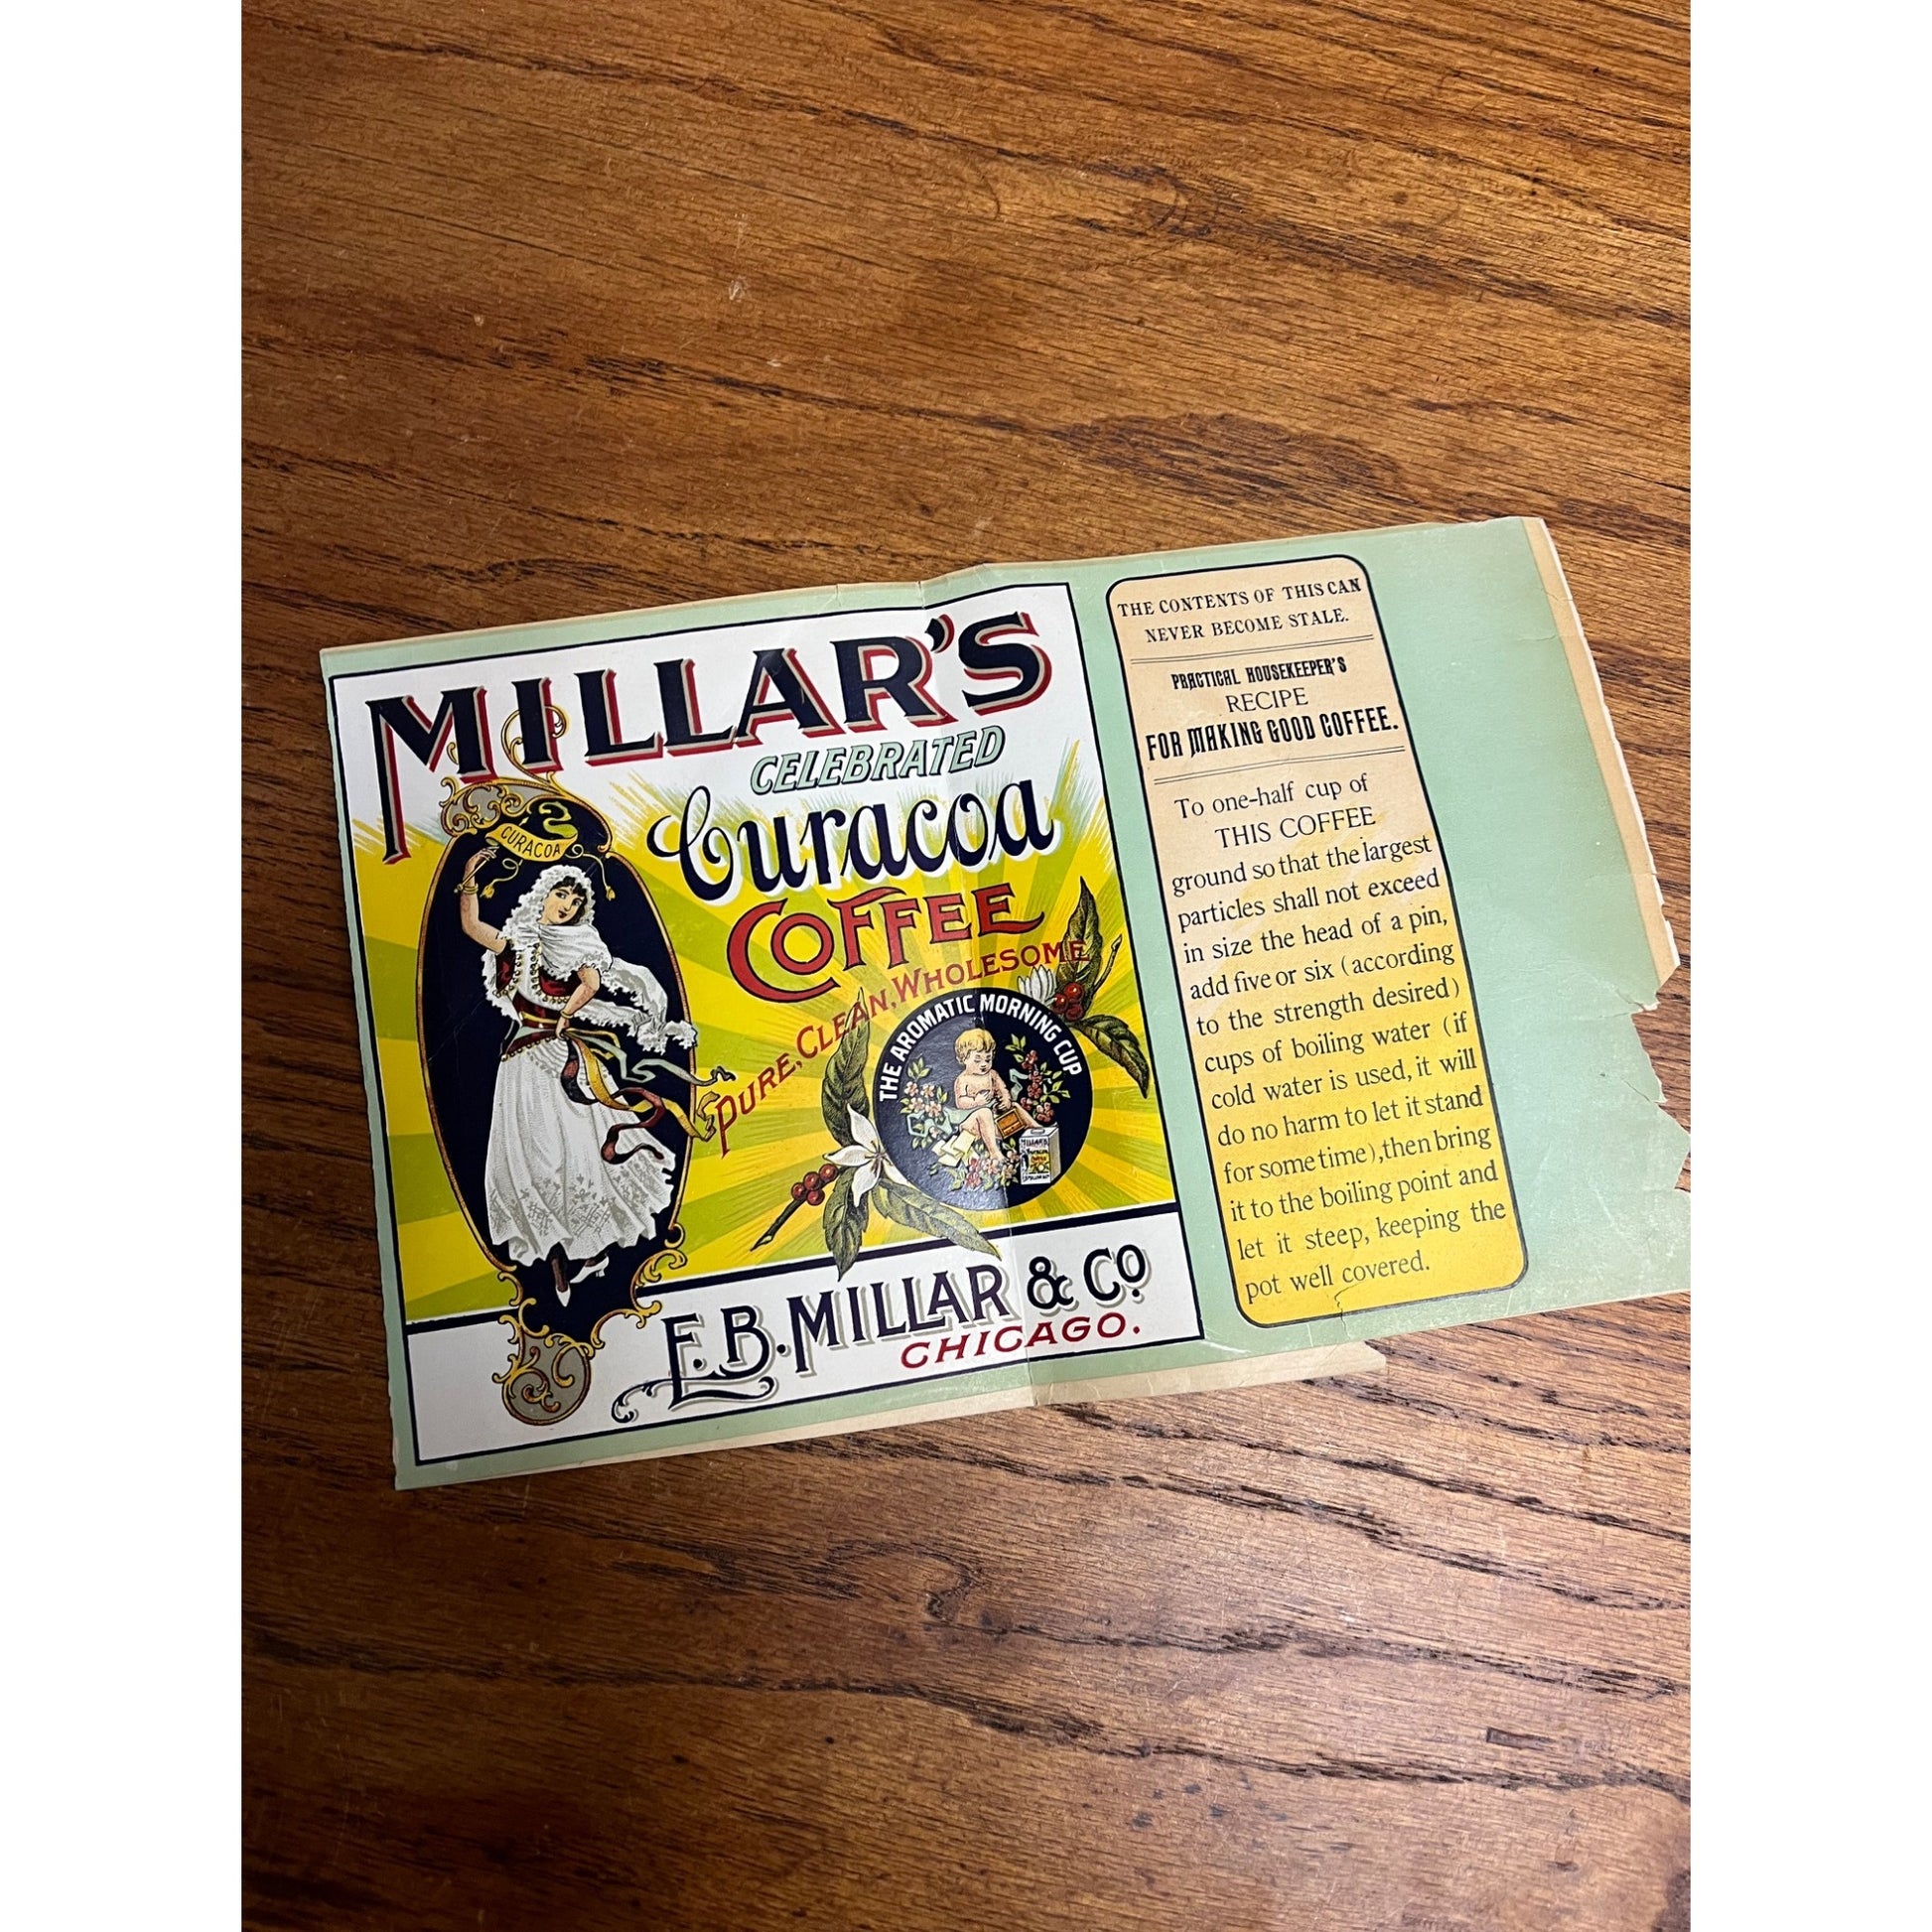 MILLAR'S
CELEBRATED
Curacoa
COFFEE
PURE, CLEAN, WHOLESOME
CURACOA
THE AROMATIC MORNING CUP
MILLAR'S
E. B. MILLAR & Co
CHICAGO.
THE CONTENTS OF THIS CAN
NEVER BECOME STALE.
PRACTICAL HOUSEKEEPER'S
RECIPE
FOR MAKING GOOD COFFEE.
To one-half cup of
THIS COFFEE
ground so that the largest
particles shall not exceed
in size the head of a pin,
add five or six (according
to the strength desired)
cups of boiling water (if
cold water is used, it will
do no harm to let it stand
for some time), then bring
it to the boiling point and
let it steep, keeping the
pot well covered.